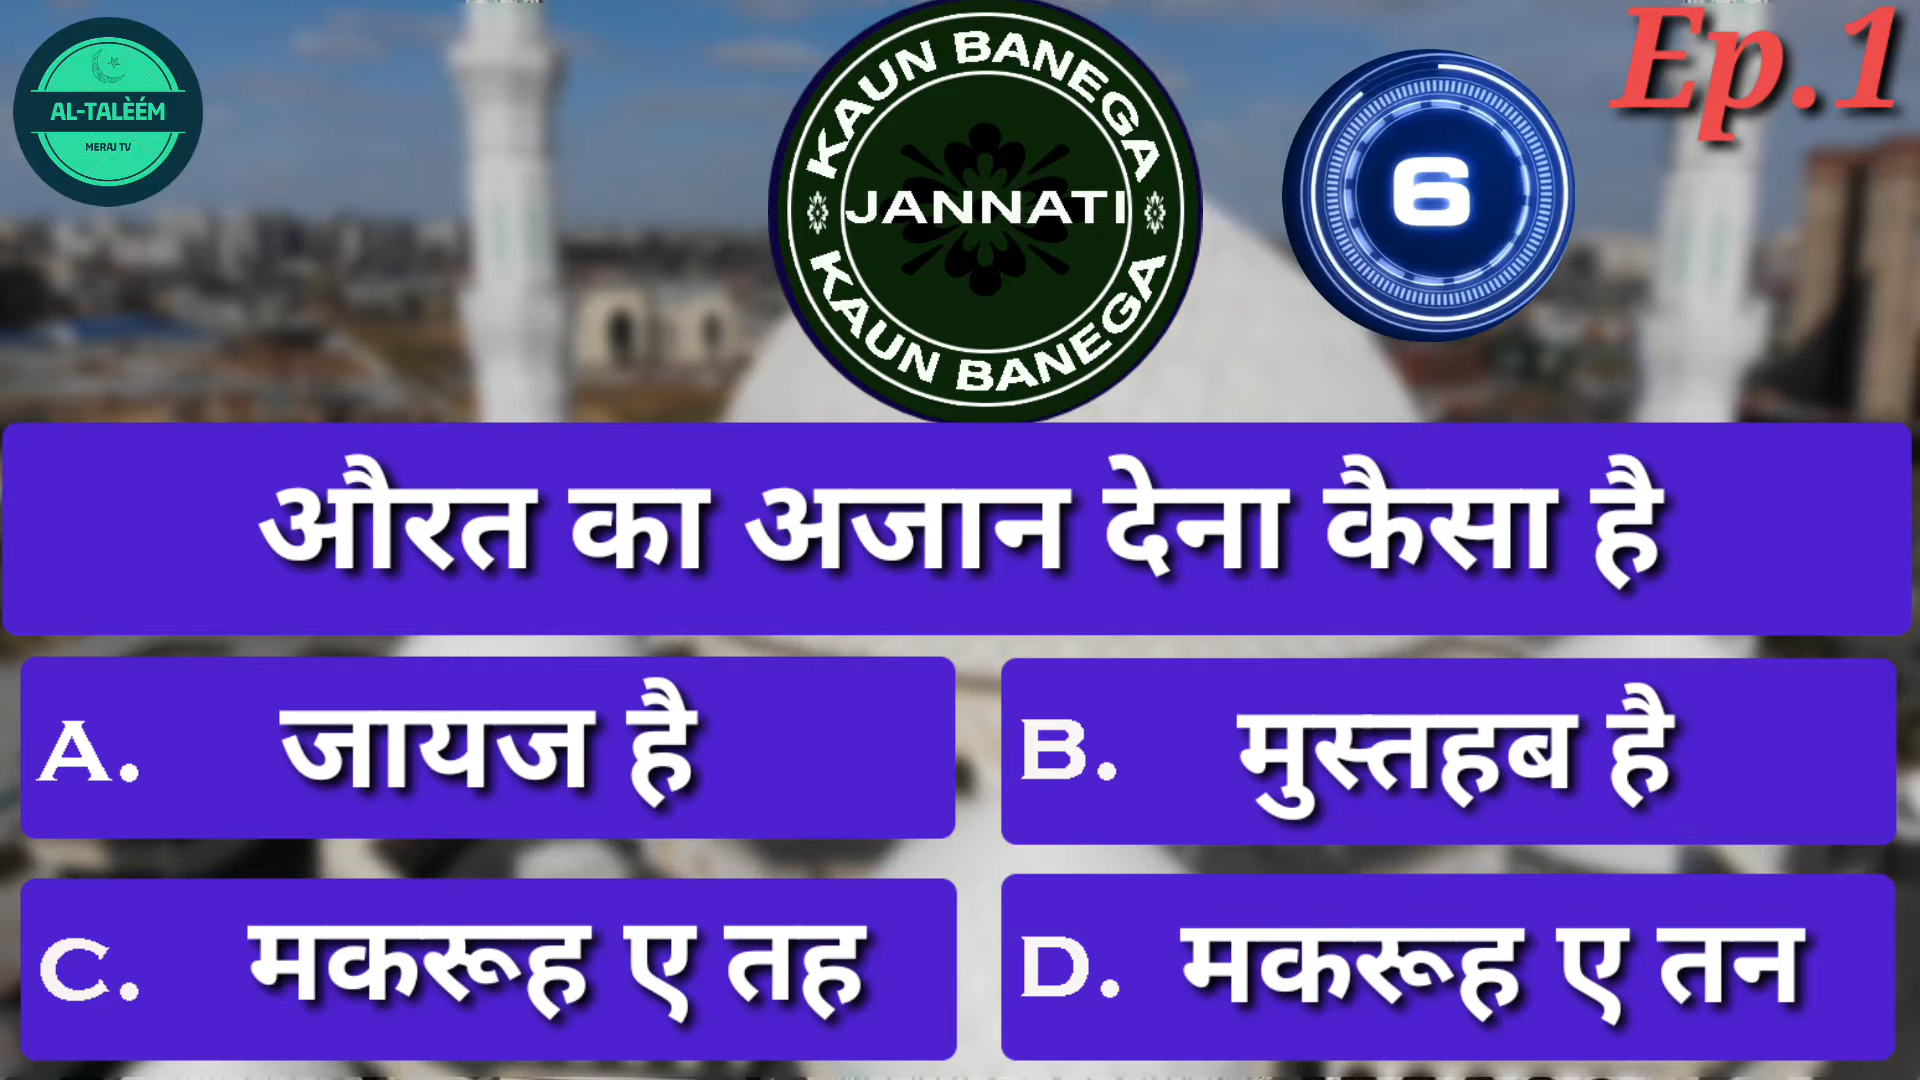 AL-TALÈÉM
MERAJ TV
KAUN BANEGA
JANNATI
KAUN BANEGA
6
Ep.1
औरत का अजान देना कैसा है
A. जायज है
B. मुस्तहब है
C. मकरूह ए तह
D. मकरूह ए तन